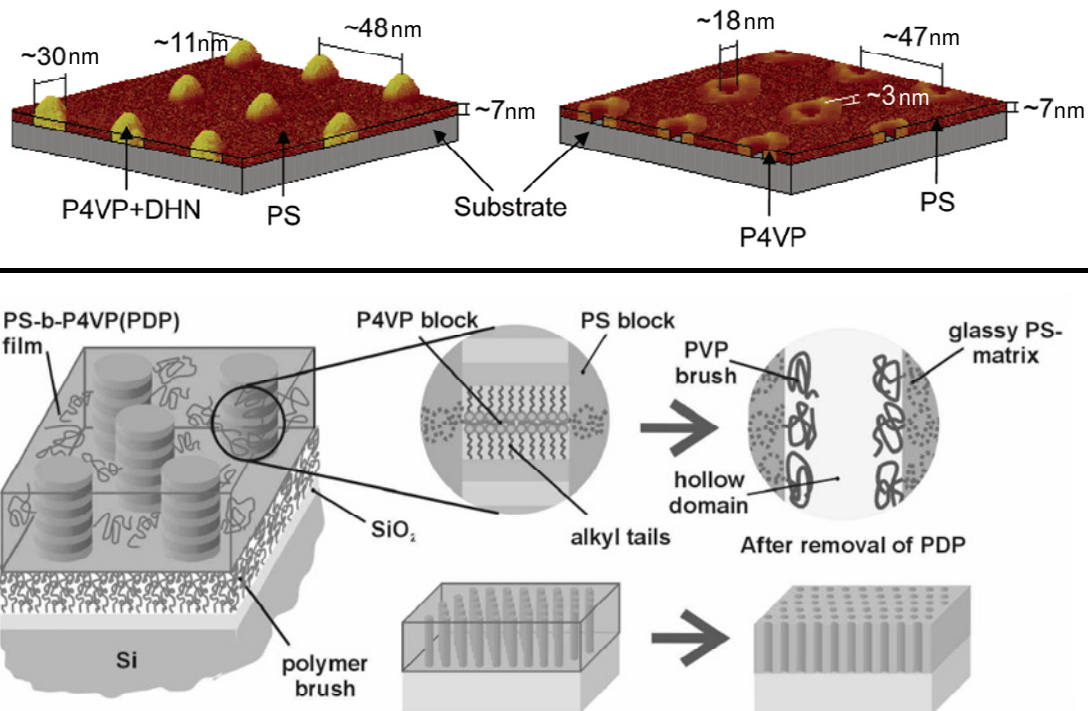 ~30nm
~11nm
~48nm
~7nm
P4VP+DHN
PS
Substrate
~18nm
~47nm
~3nm
~7nm
P4VP
PS
PS-b-P4VP(PDP)
film
P4VP block
PS block
PVP
brush
glassy PS-
matrix
hollow
domain
SiO2
alkyl tails
After removal of PDP
Si
polymer
brush